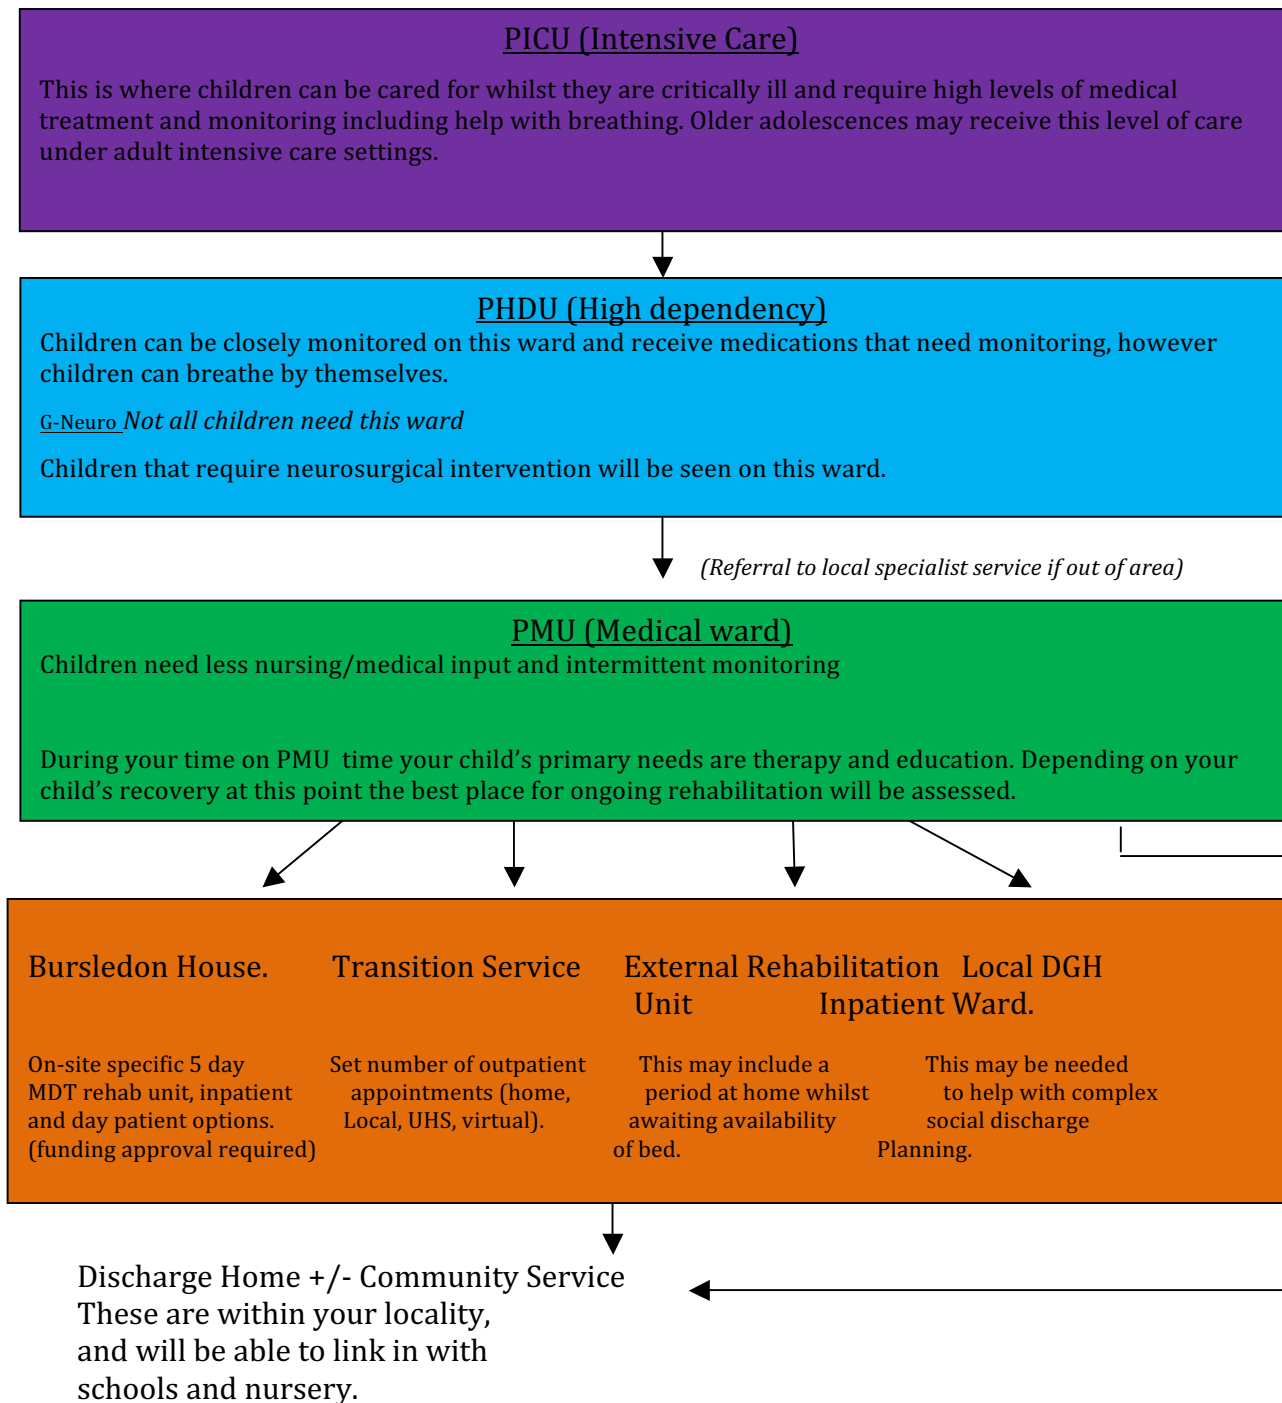 PICU (Intensive Care)
This is where children can be cared for whilst they are critically ill and require high levels of medical
treatment and monitoring including help with breathing. Older adolescences may receive this level of care
under adult intensive care settings.
PHDU (High dependency)
Children can be closely monitored on this ward and receive medications that need monitoring, however
children can breathe by themselves.
G-Neuro Not all children need this ward
Children that require neurosurgical intervention will be seen on this ward.
(Referral to local specialist service if out of area)
PMU (Medical ward)
Children need less nursing/medical input and intermittent monitoring
During your time on PMU time your child's primary needs are therapy and education. Depending on your
child's recovery at this point the best place for ongoing rehabilitation will be assessed.
Bursledon House. Transition Service External Rehabilitation Local DGH
Unit Inpatient Ward.
On-site specific 5 day Set number of outpatient This may include a This may be needed
MDT rehab unit, inpatient appointments (home, period at home whilst to help with complex
and day patient options. Local, UHS, virtual). awaiting availability social discharge
(funding approval required) of bed. Planning.
Discharge Home +/- Community Service
These are within your locality,
and will be able to link in with
schools and nursery.